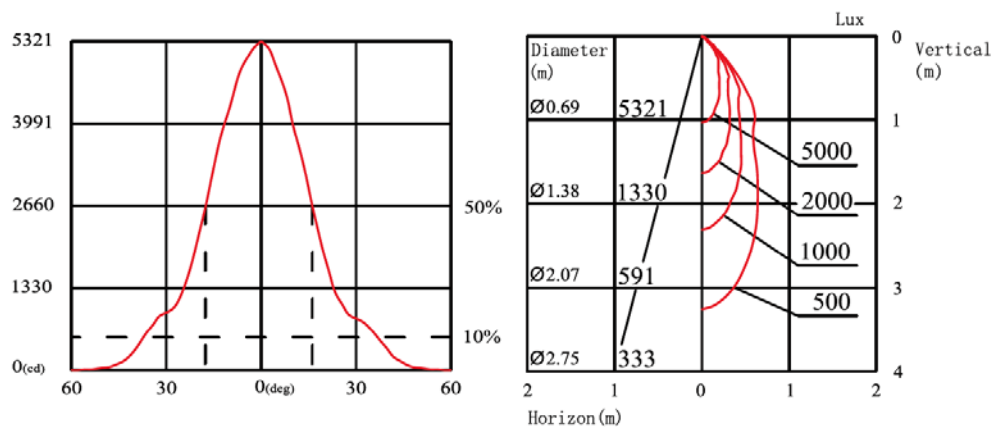 5321
3991
2660
1330
0(cd)
60 30 0(deg) 30 60
50%
10%
Lux
Diameter
(m)
0
Vertical
(m)
Ø0.69 5321
1
5000
Ø1.38 1330
2000
2
1000
Ø2.07 591
3
500
Ø2.75 333
4
2 1 0 1 2
Horizon(m)